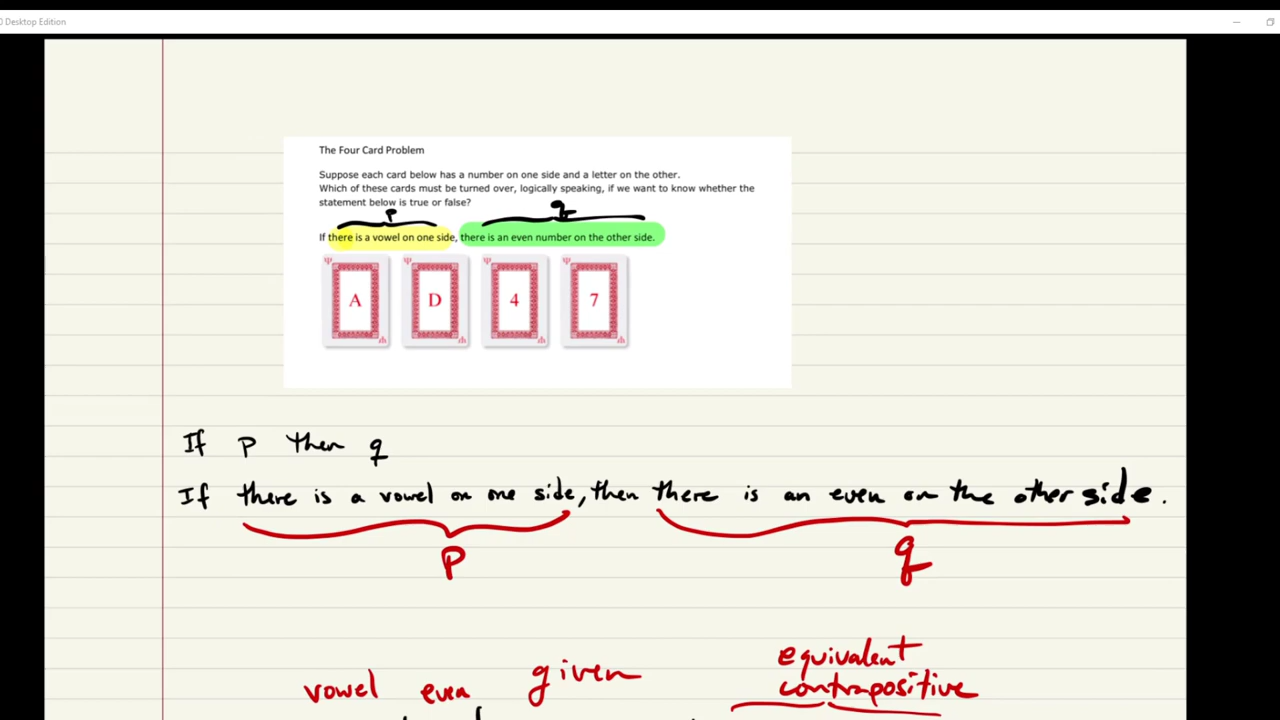 Desktop Edition
The Four Card Problem
Suppose each card below has a number on one side and a letter on the other.
Which of these cards must be turned over, logically speaking, if we want to know whether the
statement below is true or false?
p q
If there is a vowel on one side, there is an even number on the other side.
A D 4 7
If p then q
If there is a vowel on one side, then there is an even on the other side.
p q
equivalent
vowel even given contrapositive